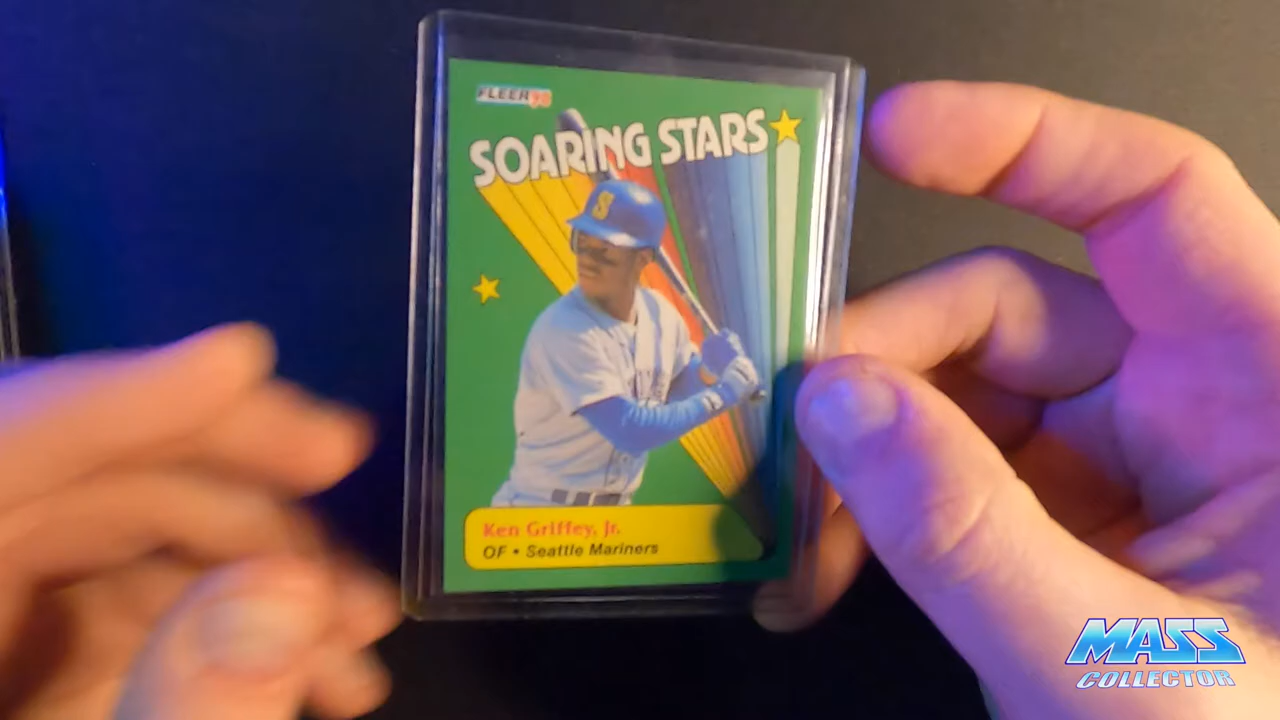 FLEER 90
SOARING STARS
S
Ken Griffey, Jr.
OF • Seattle Mariners
MASS
COLLECTOR